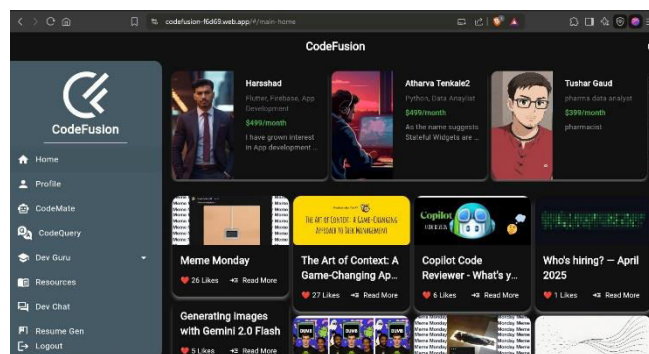 codefusion-f6d69.web.app/#/main-home
CodeFusion
CodeFusion
Home
Profile
CodeMate
CodeQuery
Dev Guru
Resources
Dev Chat
Resume Gen
Logout
Harsshad
Flutter, Firebase, App
Development
$499/month
I have grown interest
in App development ...
Atharva Tenkale2
Python, Data Anaylist
$499/month
As the name suggests
Stateful Widgets are ...
Tushar Gaud
pharma data analyst
$399/month
pharmacist
Meme Monday
26 Likes Read More
The Art of Context: A Game-Changing
Approach to Risk Management
The Art of Context: A
Game-Changing Ap...
27 Likes Read More
Copilot
Copilot Code
Reviewer - What's y...
6 Likes Read More
Who's hiring? — April
2025
1 Likes Read More
Generating images
with Gemini 2.0 Flash
5 Likes Read More